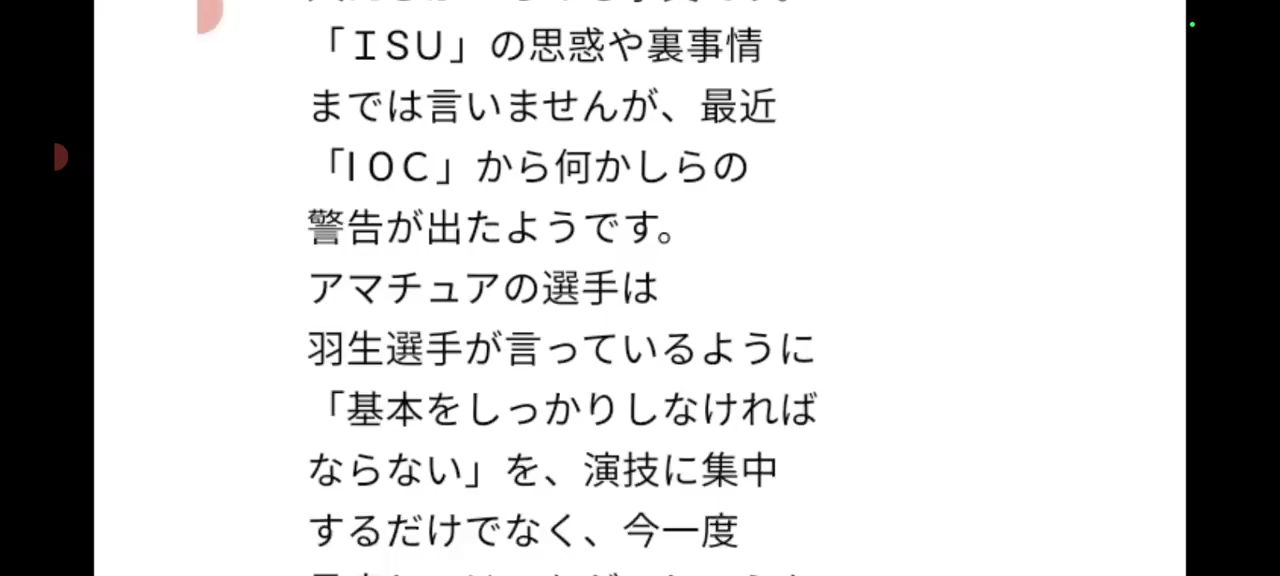 「ＩＳＵ」の思惑や裏事情
までは言いませんが、最近
「ＩＯＣ」から何かしらの
警告が出たようです。
アマチュアの選手は
羽生選手が言っているように
「基本をしっかりしなければ
ならない」を、演技に集中
するだけでなく、今一度